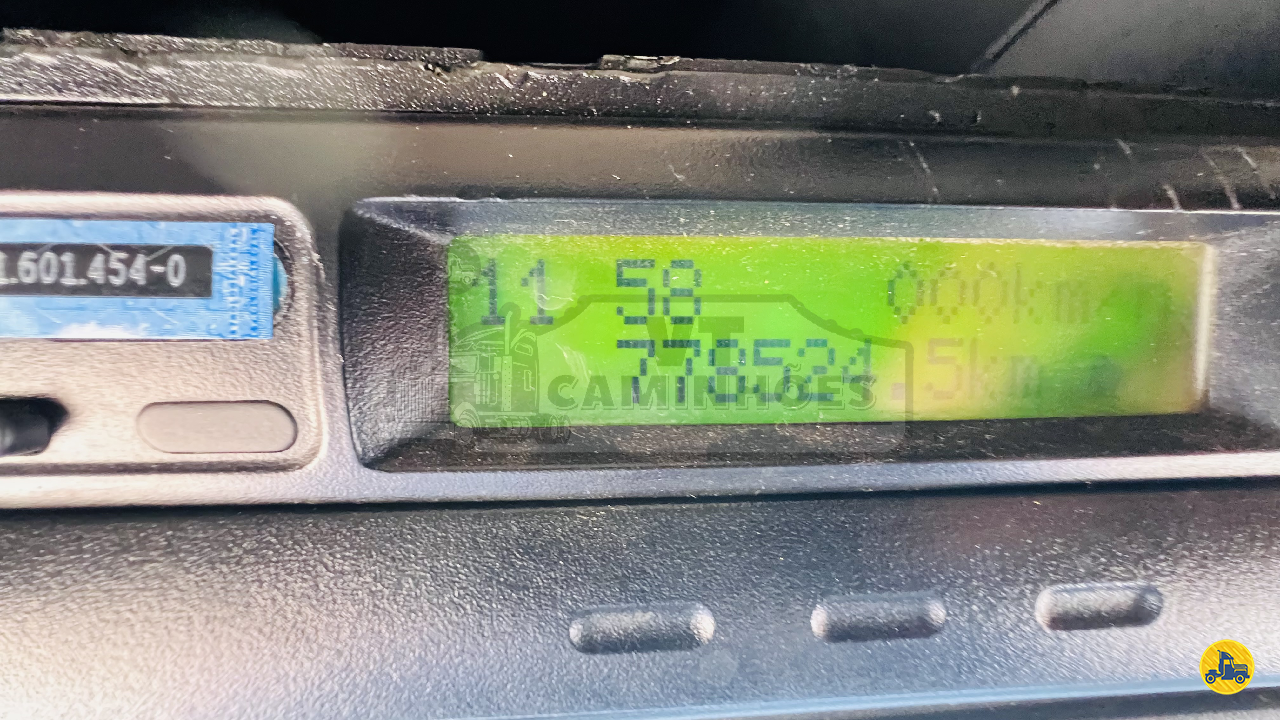 1.601.454-0
11 58 000km
778524.5km
VT
CAMINHÕES